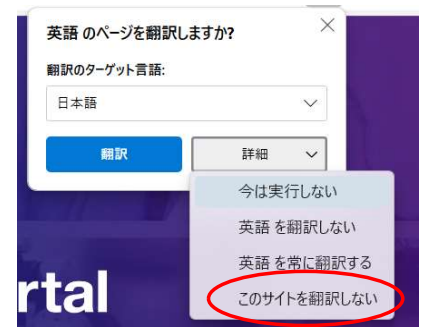 英語 のページを翻訳しますか?
翻訳のターゲット言語:
日本語
翻訳
詳細
今は実行しない
英語 を翻訳しない
英語 を常に翻訳する
このサイトを翻訳しない
rtal